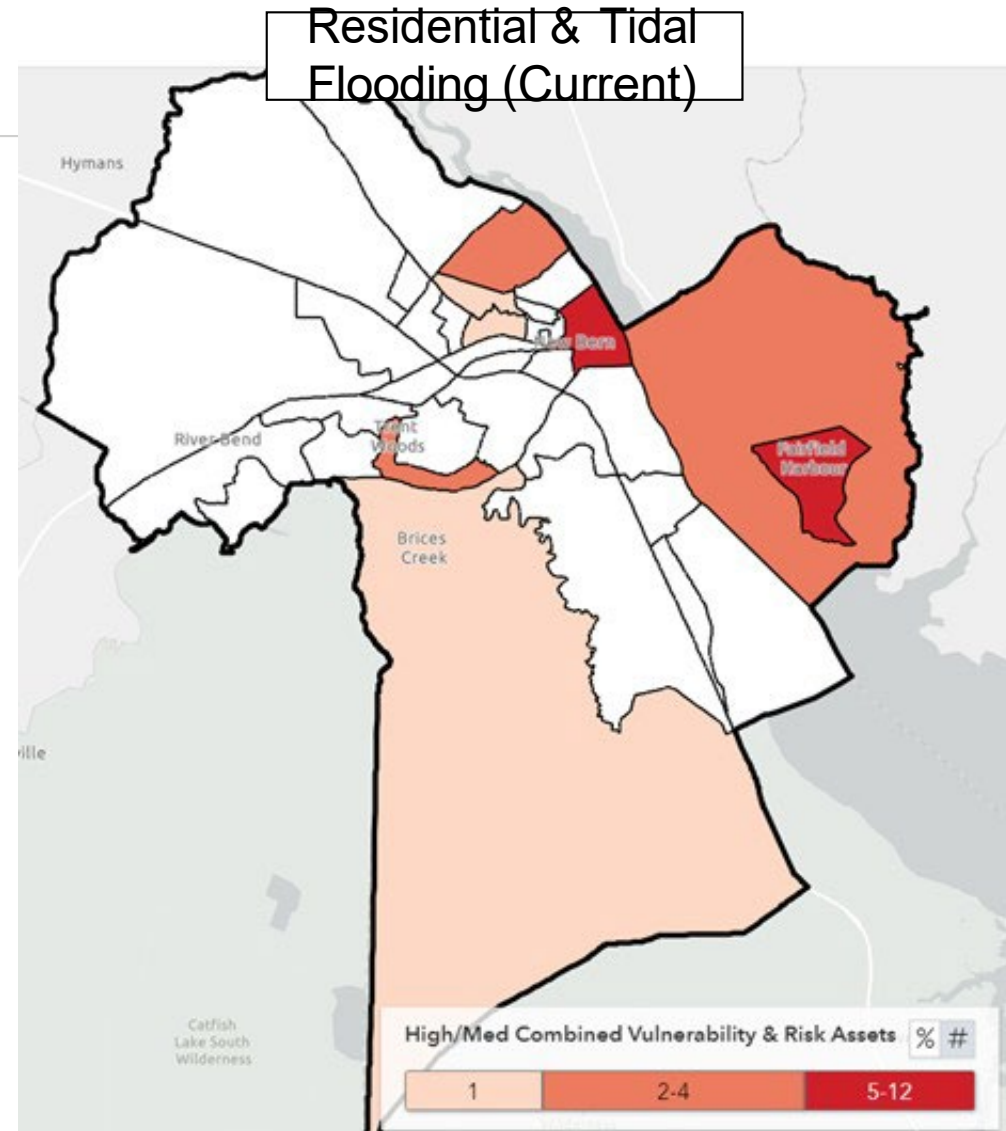 Residential & Tidal
Flooding (Current)
Hymans
New Bern
River Bend
Trent
Woods
Fairfield
Harbour
Brices
Creek
ville
Catfish
Lake South
Wilderness
High/Med Combined Vulnerability & Risk Assets % #
1 2-4 5-12